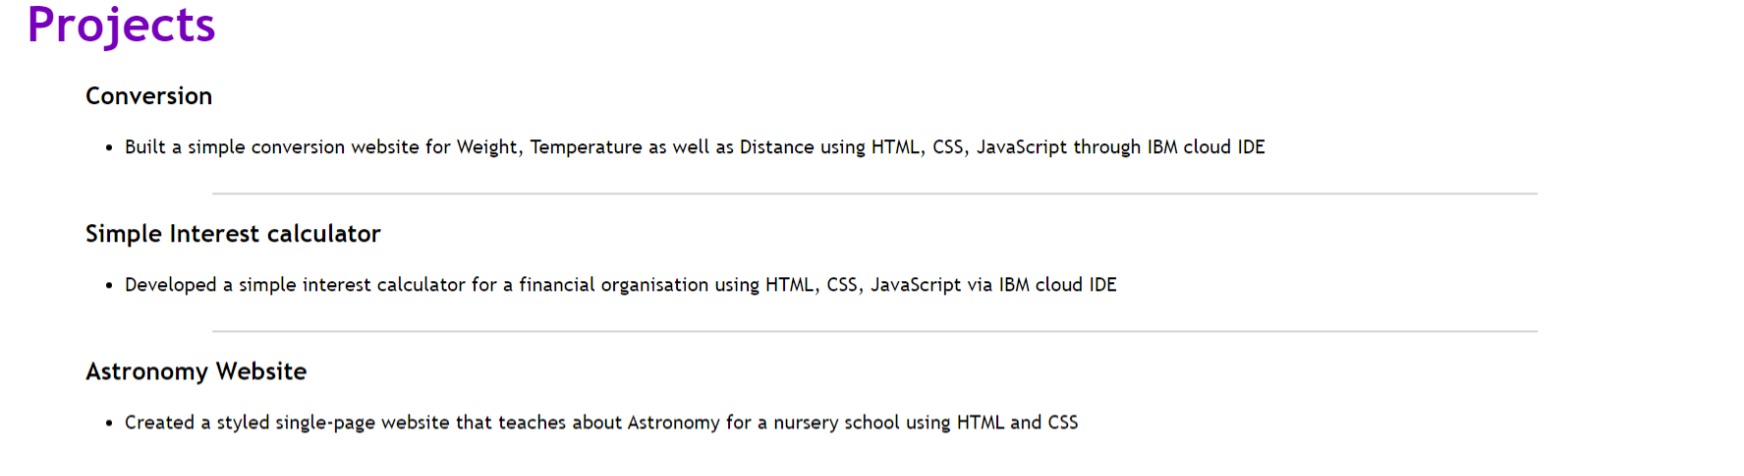 Projects
Conversion
• Built a simple conversion website for Weight, Temperature as well as Distance using HTML, CSS, JavaScript through IBM cloud IDE
Simple Interest calculator
• Developed a simple interest calculator for a financial organisation using HTML, CSS, JavaScript via IBM cloud IDE
Astronomy Website
• Created a styled single-page website that teaches about Astronomy for a nursery school using HTML and CSS